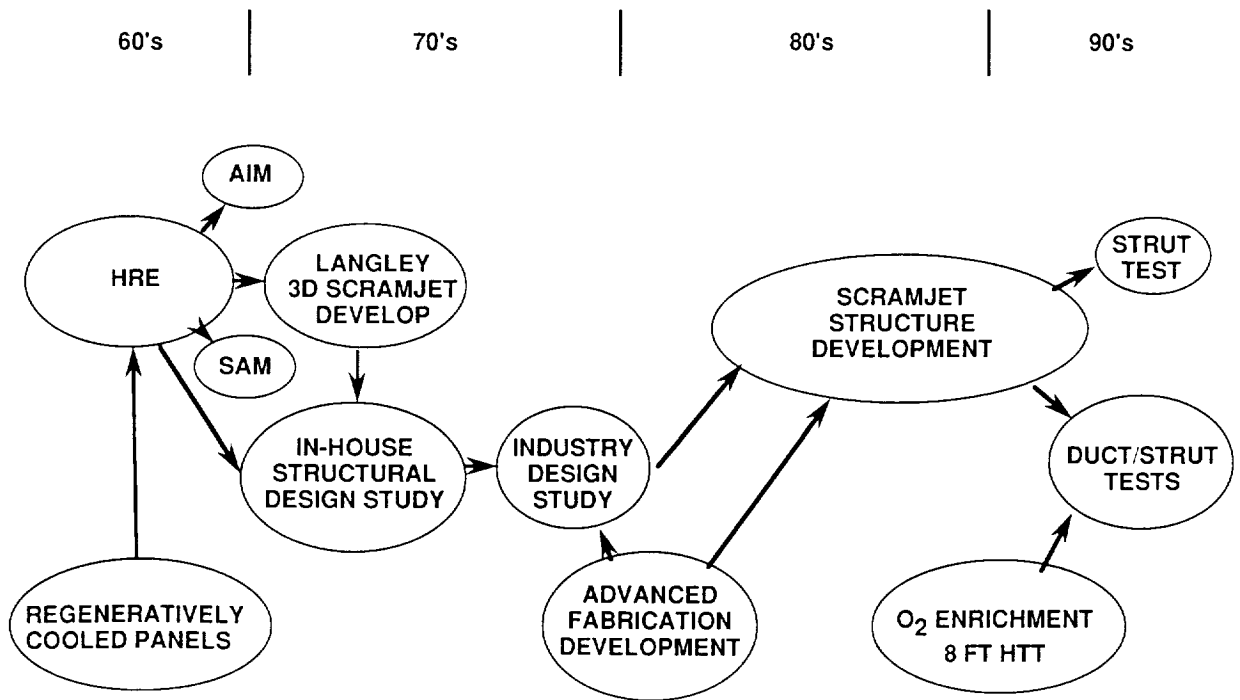 60's
70's
80's
90's
AIM
HRE
LANGLEY
3D SCRAMJET
DEVELOP
SAM
STRUT
TEST
SCRAMJET
STRUCTURE
DEVELOPMENT
IN-HOUSE
STRUCTURAL
DESIGN STUDY
INDUSTRY
DESIGN
STUDY
DUCT/STRUT
TESTS
REGENERATIVELY
COOLED PANELS
ADVANCED
FABRICATION
DEVELOPMENT
O₂ ENRICHMENT
8 FT HTT